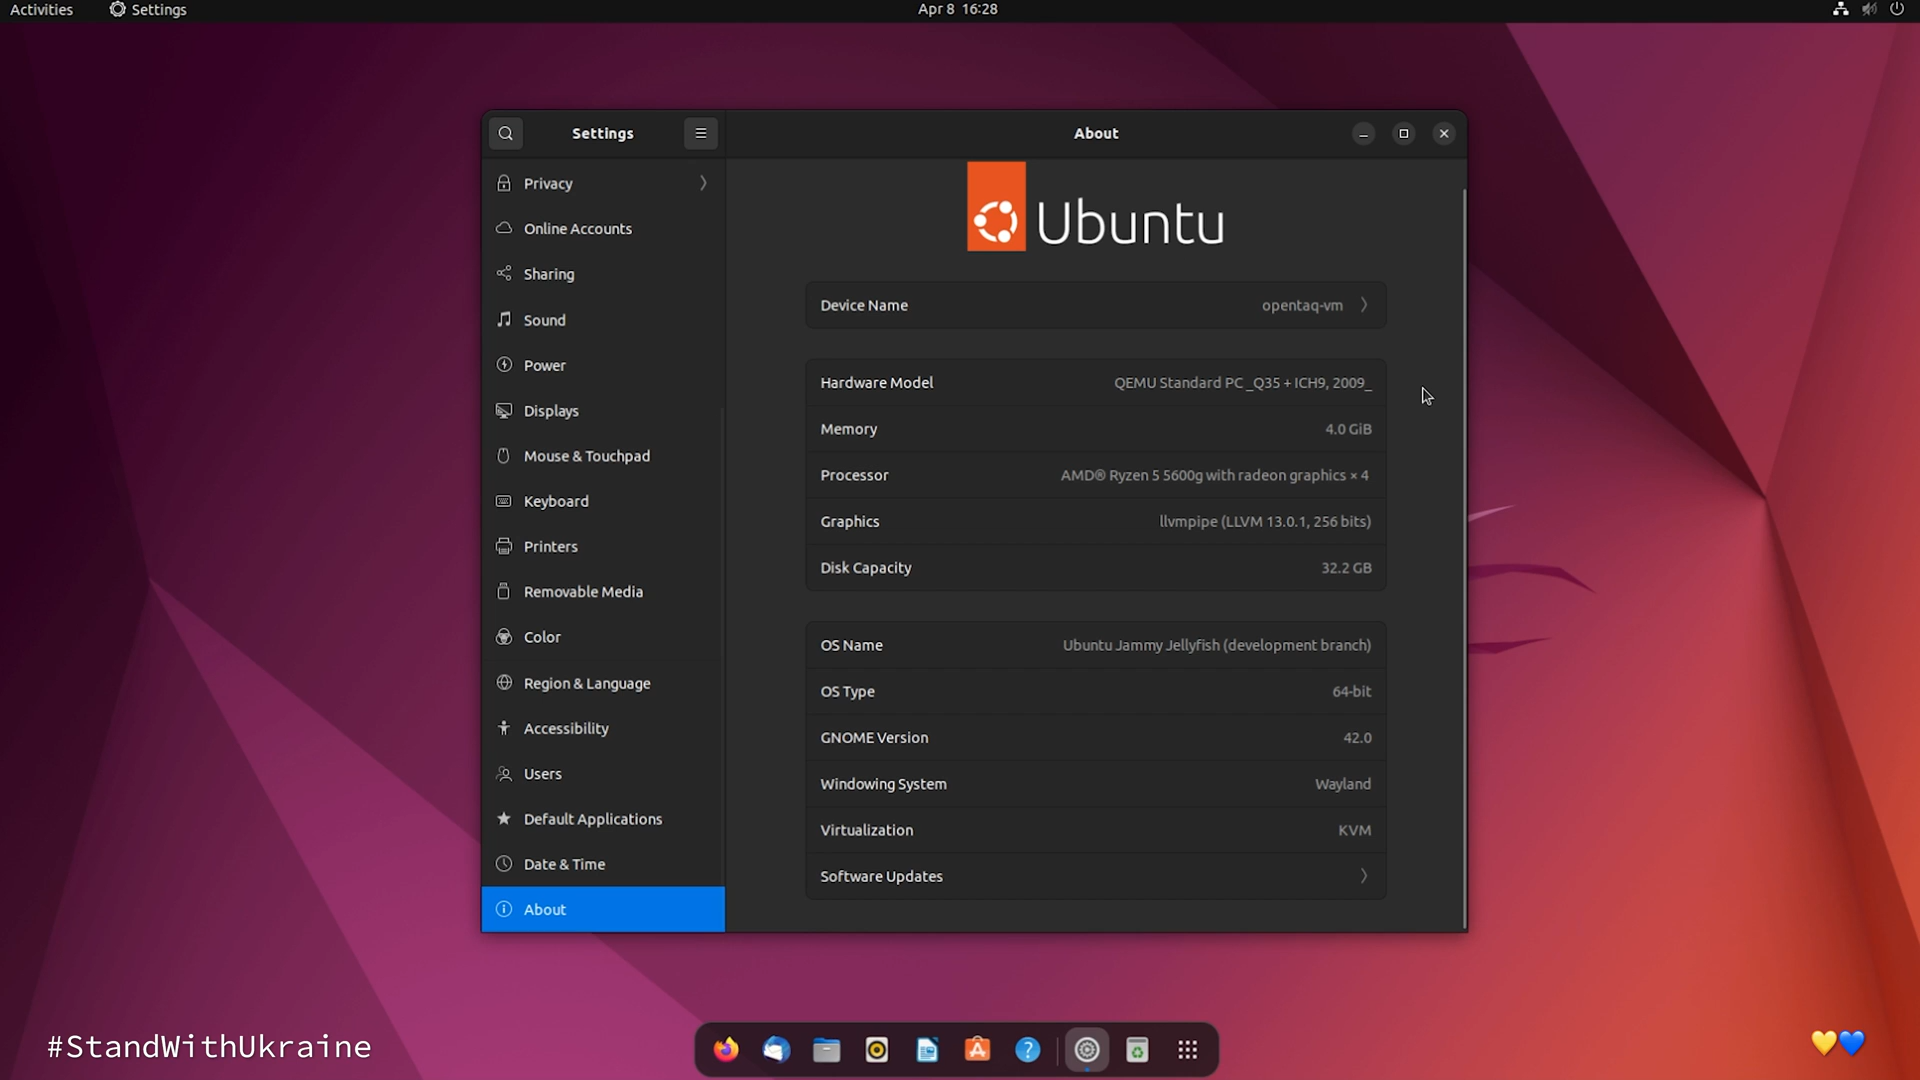 Activities Settings Apr 8 16:28
Settings About
Privacy
Online Accounts
Sharing
Sound
Power
Displays
Mouse & Touchpad
Keyboard
Printers
Removable Media
Color
Region & Language
Accessibility
Users
Default Applications
Date & Time
About
Ubuntu
Device Name opentaq-vm
Hardware Model QEMU Standard PC _Q35 + ICH9, 2009_
Memory 4.0 GiB
Processor AMD® Ryzen 5 5600g with radeon graphics × 4
Graphics llvmpipe (LLVM 13.0.1, 256 bits)
Disk Capacity 32.2 GB
OS Name Ubuntu Jammy Jellyfish (development branch)
OS Type 64-bit
GNOME Version 42.0
Windowing System Wayland
Virtualization KVM
Software Updates
#StandWithUkraine